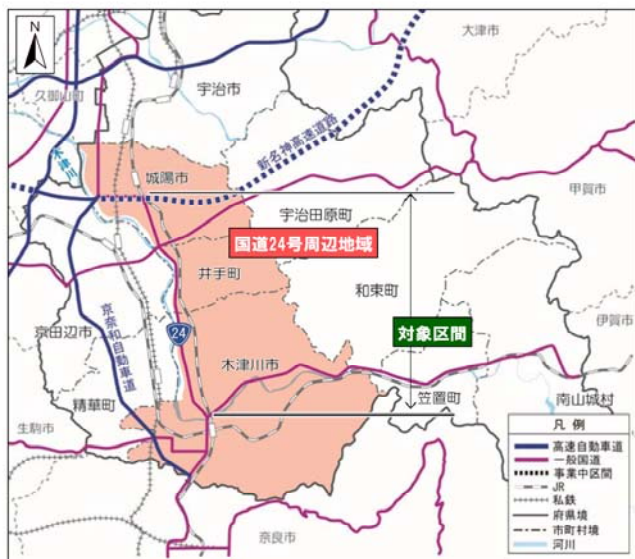 N
大津市
久御山町
宇治市
木津川
新名神高速道路
城陽市
甲賀市
宇治田原町
国道24号周辺地域
井手町
和束町
京田辺市
京奈和自動車道
24
対象区間
伊賀市
木津川市
精華町
笠置町
南山城村
生駒市
奈良市
凡 例
高速自動車道
一般国道
事業中区間
JR
私鉄
府県境
市町村境
河川